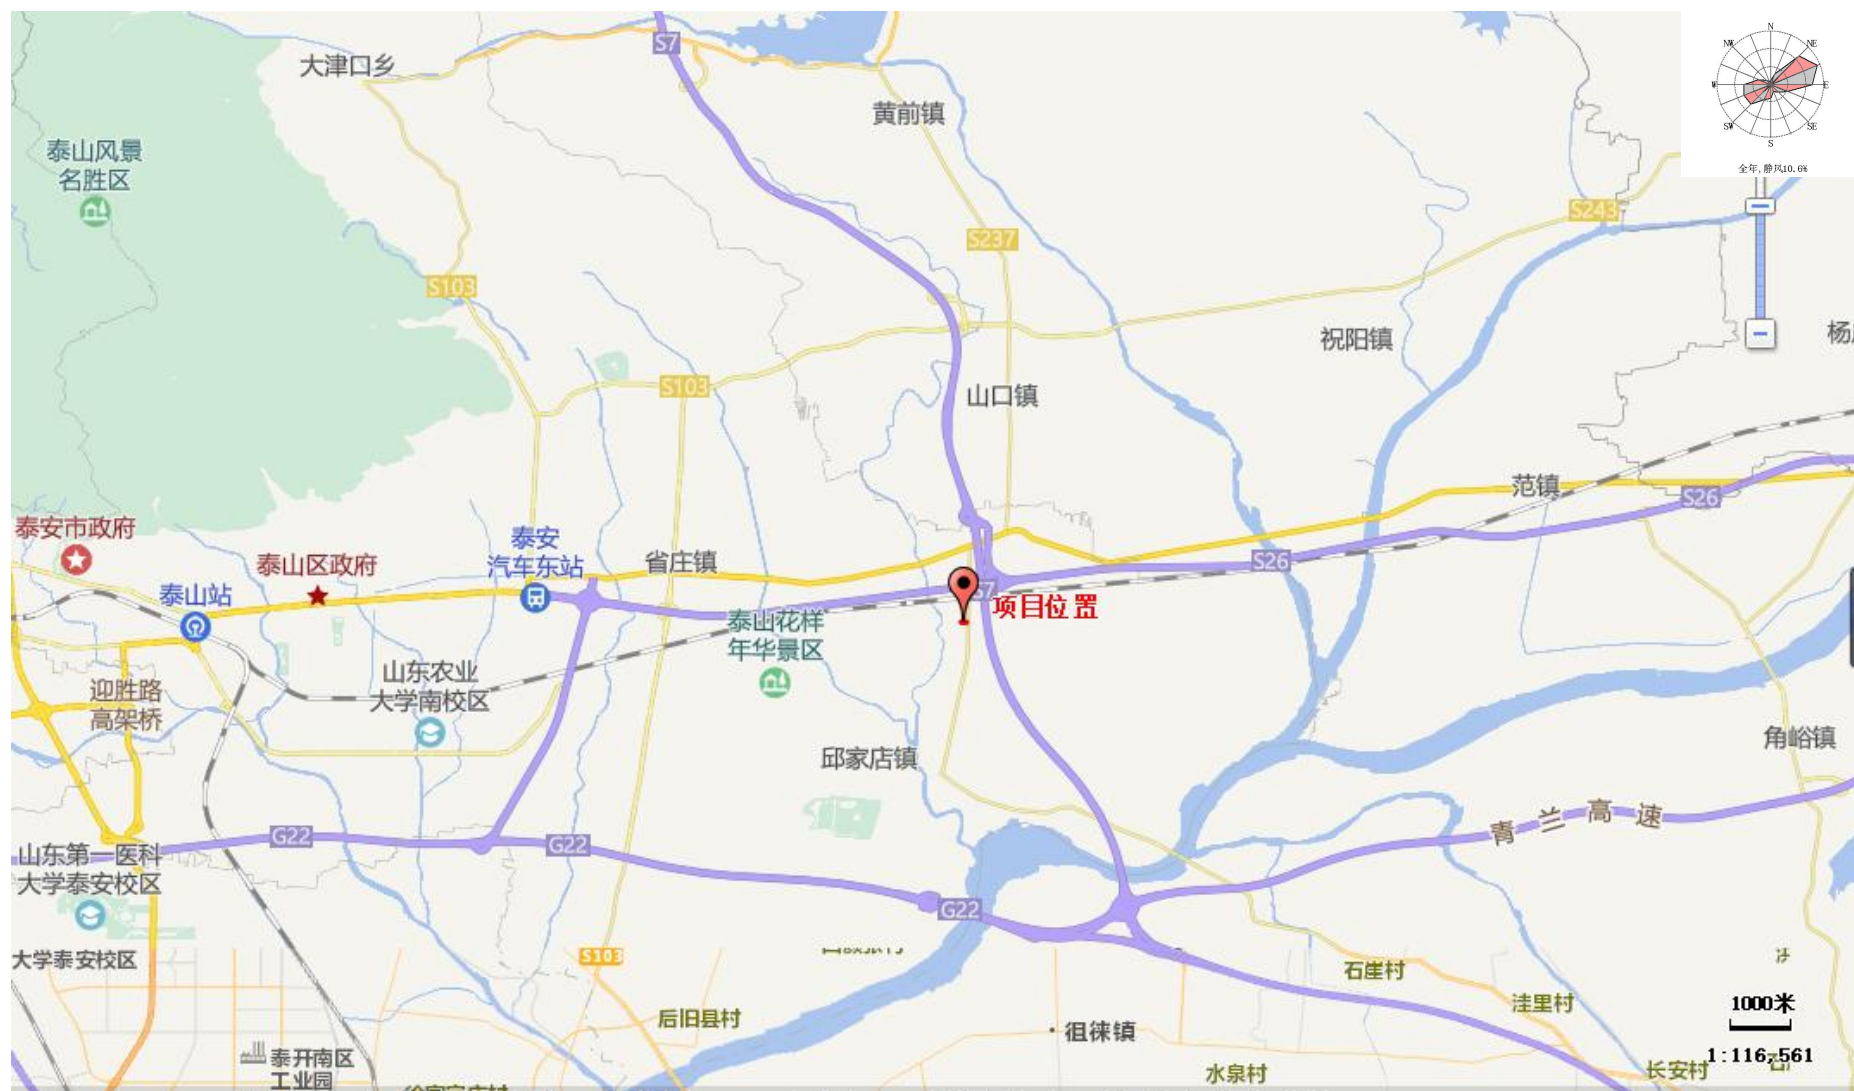 N
NW
NE
W
E
SW
SE
S
全年,静风10.6%
S7
大津口乡
黄前镇
泰山风景
名胜区
S243
S237
S103
祝阳镇
S103
山口镇
范镇
S26
泰安市政府
泰安
汽车东站
泰山区政府
省庄镇
S26
泰山站
S7
项目位置
泰山花样
年华景区
山东农业
大学南校区
迎胜路
高架桥
角峪镇
邱家店镇
青兰高速
G22
G22
山东第一医科
大学泰安校区
G22
大学泰安校区
S103
石崖村
1000米
洼里村
后旧县村
徂徕镇
泰开南区
工业园
1:116,561
长安村
水泉村